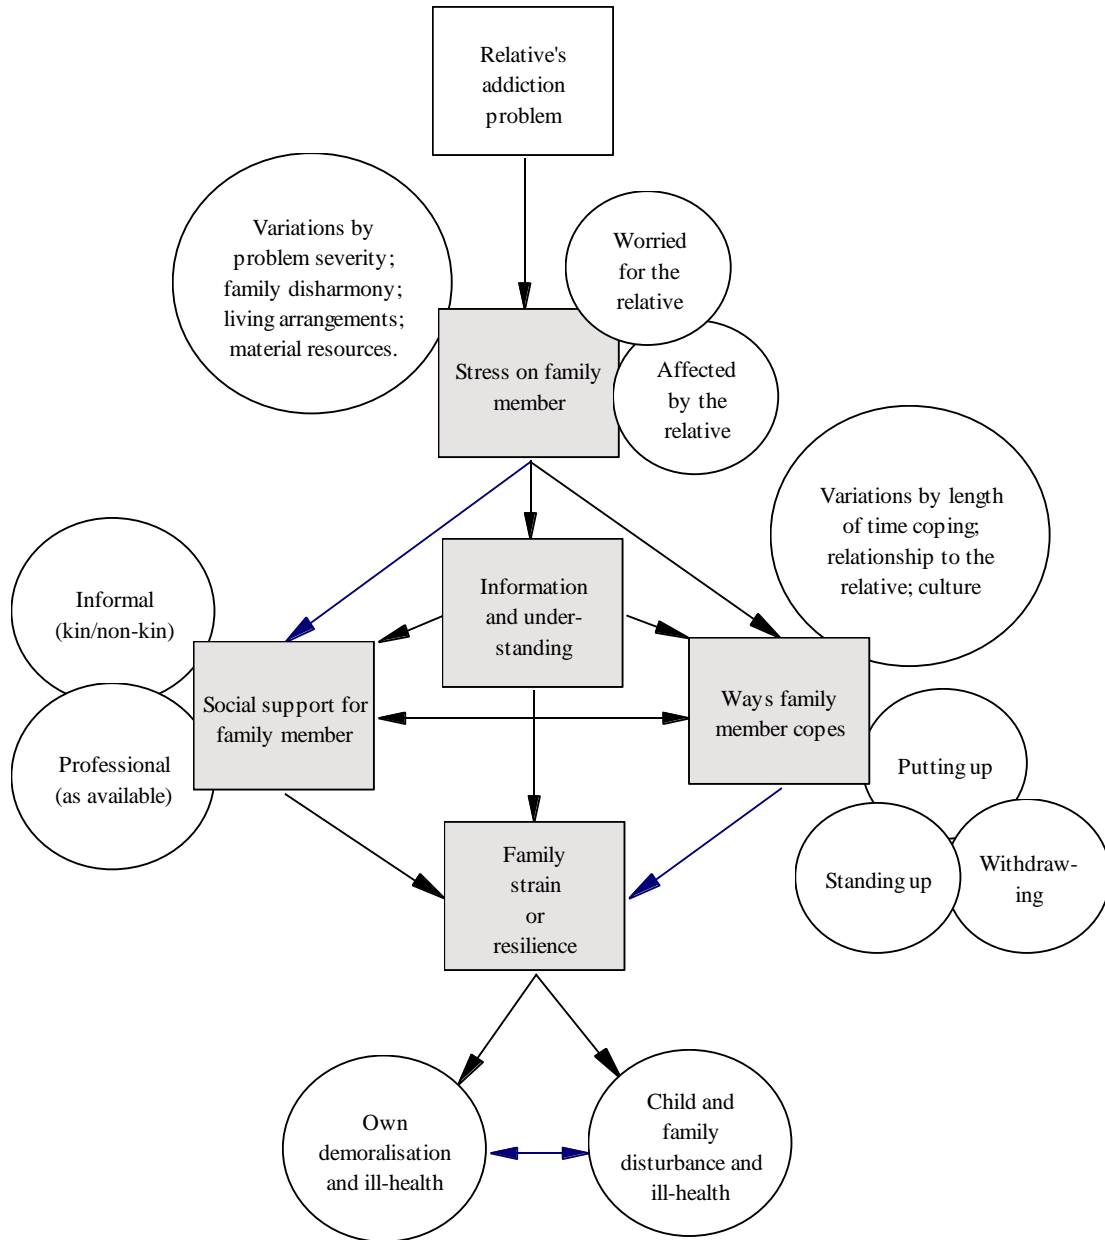 Relative's
addiction
problem
Variations by
problem severity;
family disharmony;
living arrangements;
material resources.
Worried
for the
relative
Stress on family
member
Affected
by the
relative
Variations by length
of time coping;
relationship to the
relative; culture
Informal
(kin/non-kin)
Information
and under-
standing
Social support for
family member
Ways family
member copes
Professional
(as available)
Putting up
Standing up
Withdraw-
ing
Family
strain
or
resilience
Own
demoralisation
and ill-health
Child and
family
disturbance and
ill-health